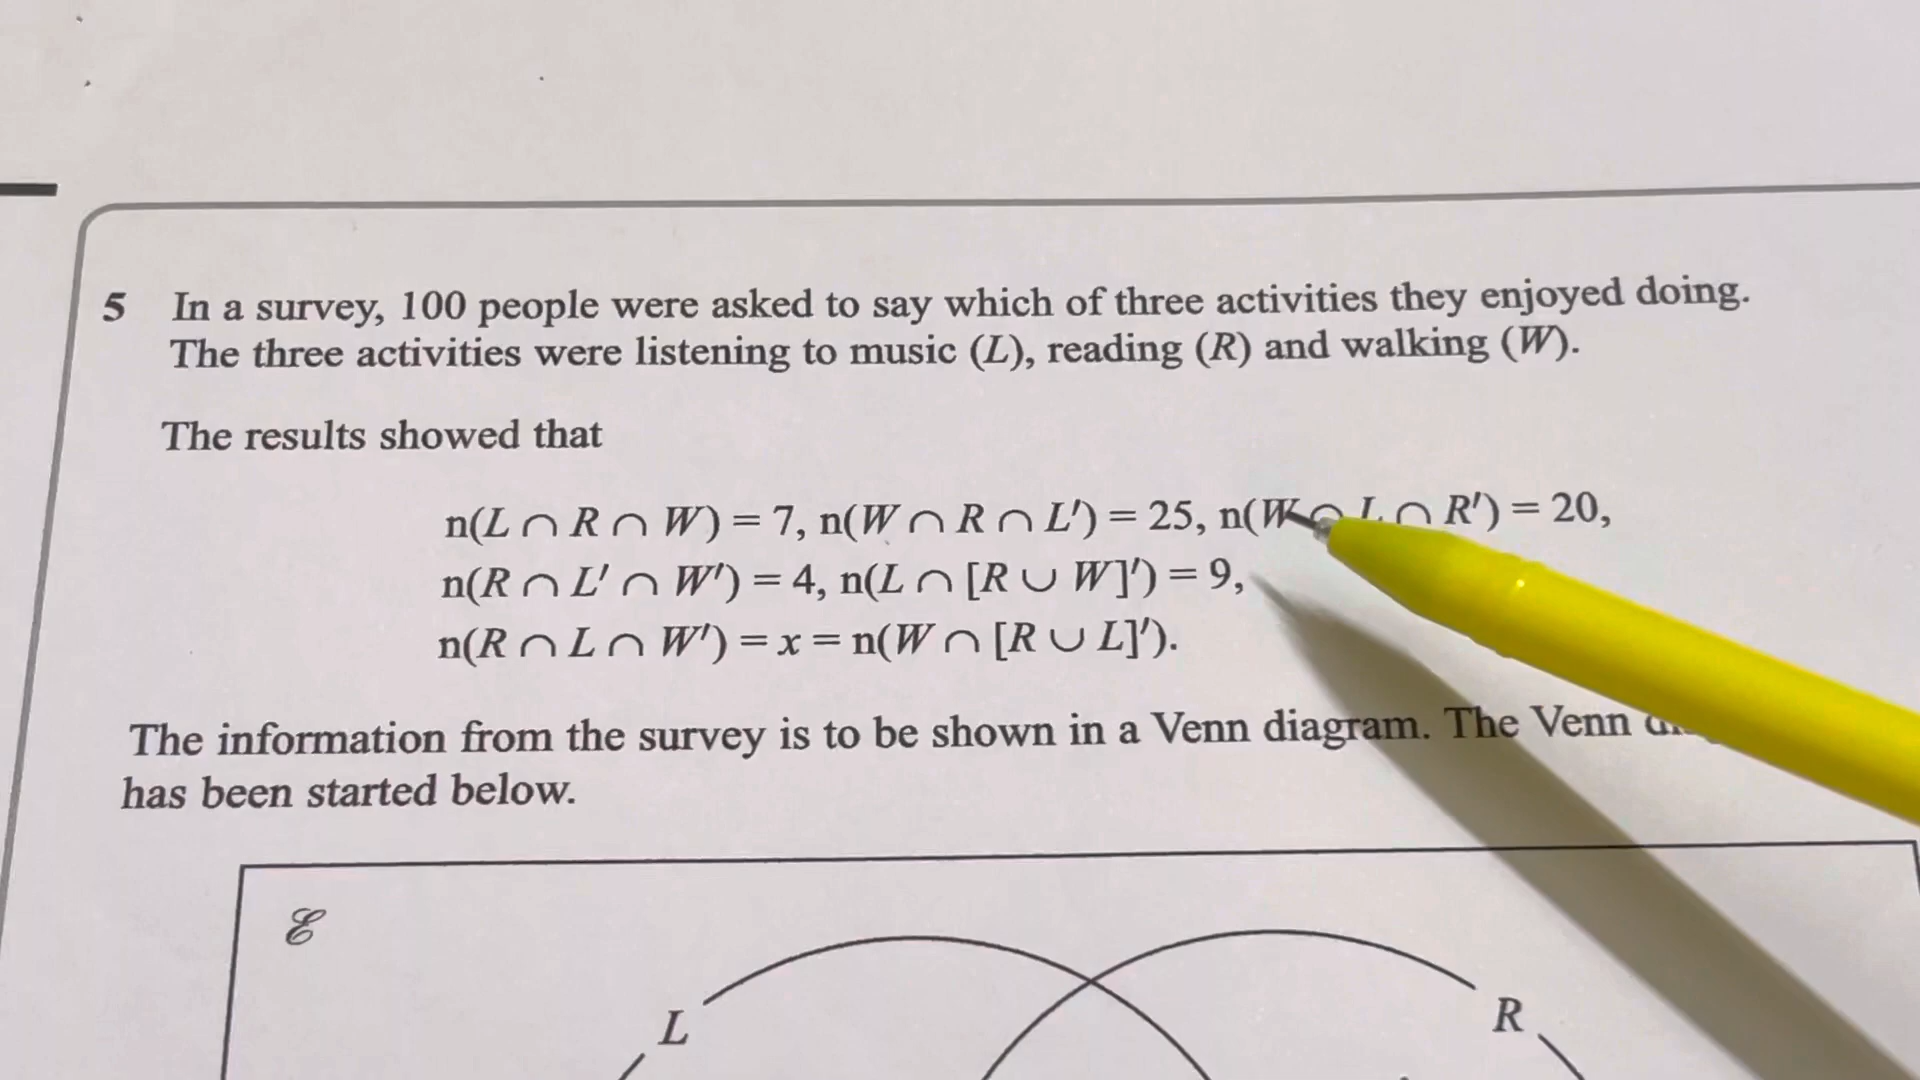 5 In a survey, 100 people were asked to say which of three activities they enjoyed doing.
The three activities were listening to music (L), reading (R) and walking (W).
The results showed that
n(L ∩ R ∩ W) = 7, n(W ∩ R ∩ L′) = 25, n(W ∩ L ∩ R′) = 20,
n(R ∩ L′ ∩ W′) = 4, n(L ∩ [R ∪ W]′) = 9,
n(R ∩ L ∩ W′) = x = n(W ∩ [R ∪ L]′).
The information from the survey is to be shown in a Venn diagram. The Venn
has been started below.
ℰ
L
R